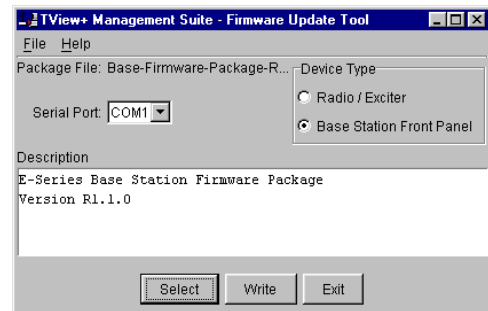 TView+ Management Suite - Firmware Update Tool
File Help
Package File: Base-Firmware-Package-R...
Device Type
Radio / Exciter
Serial Port: COM1
Base Station Front Panel
Description
E-Series Base Station Firmware Package
Version R1.1.0
Select Write Exit